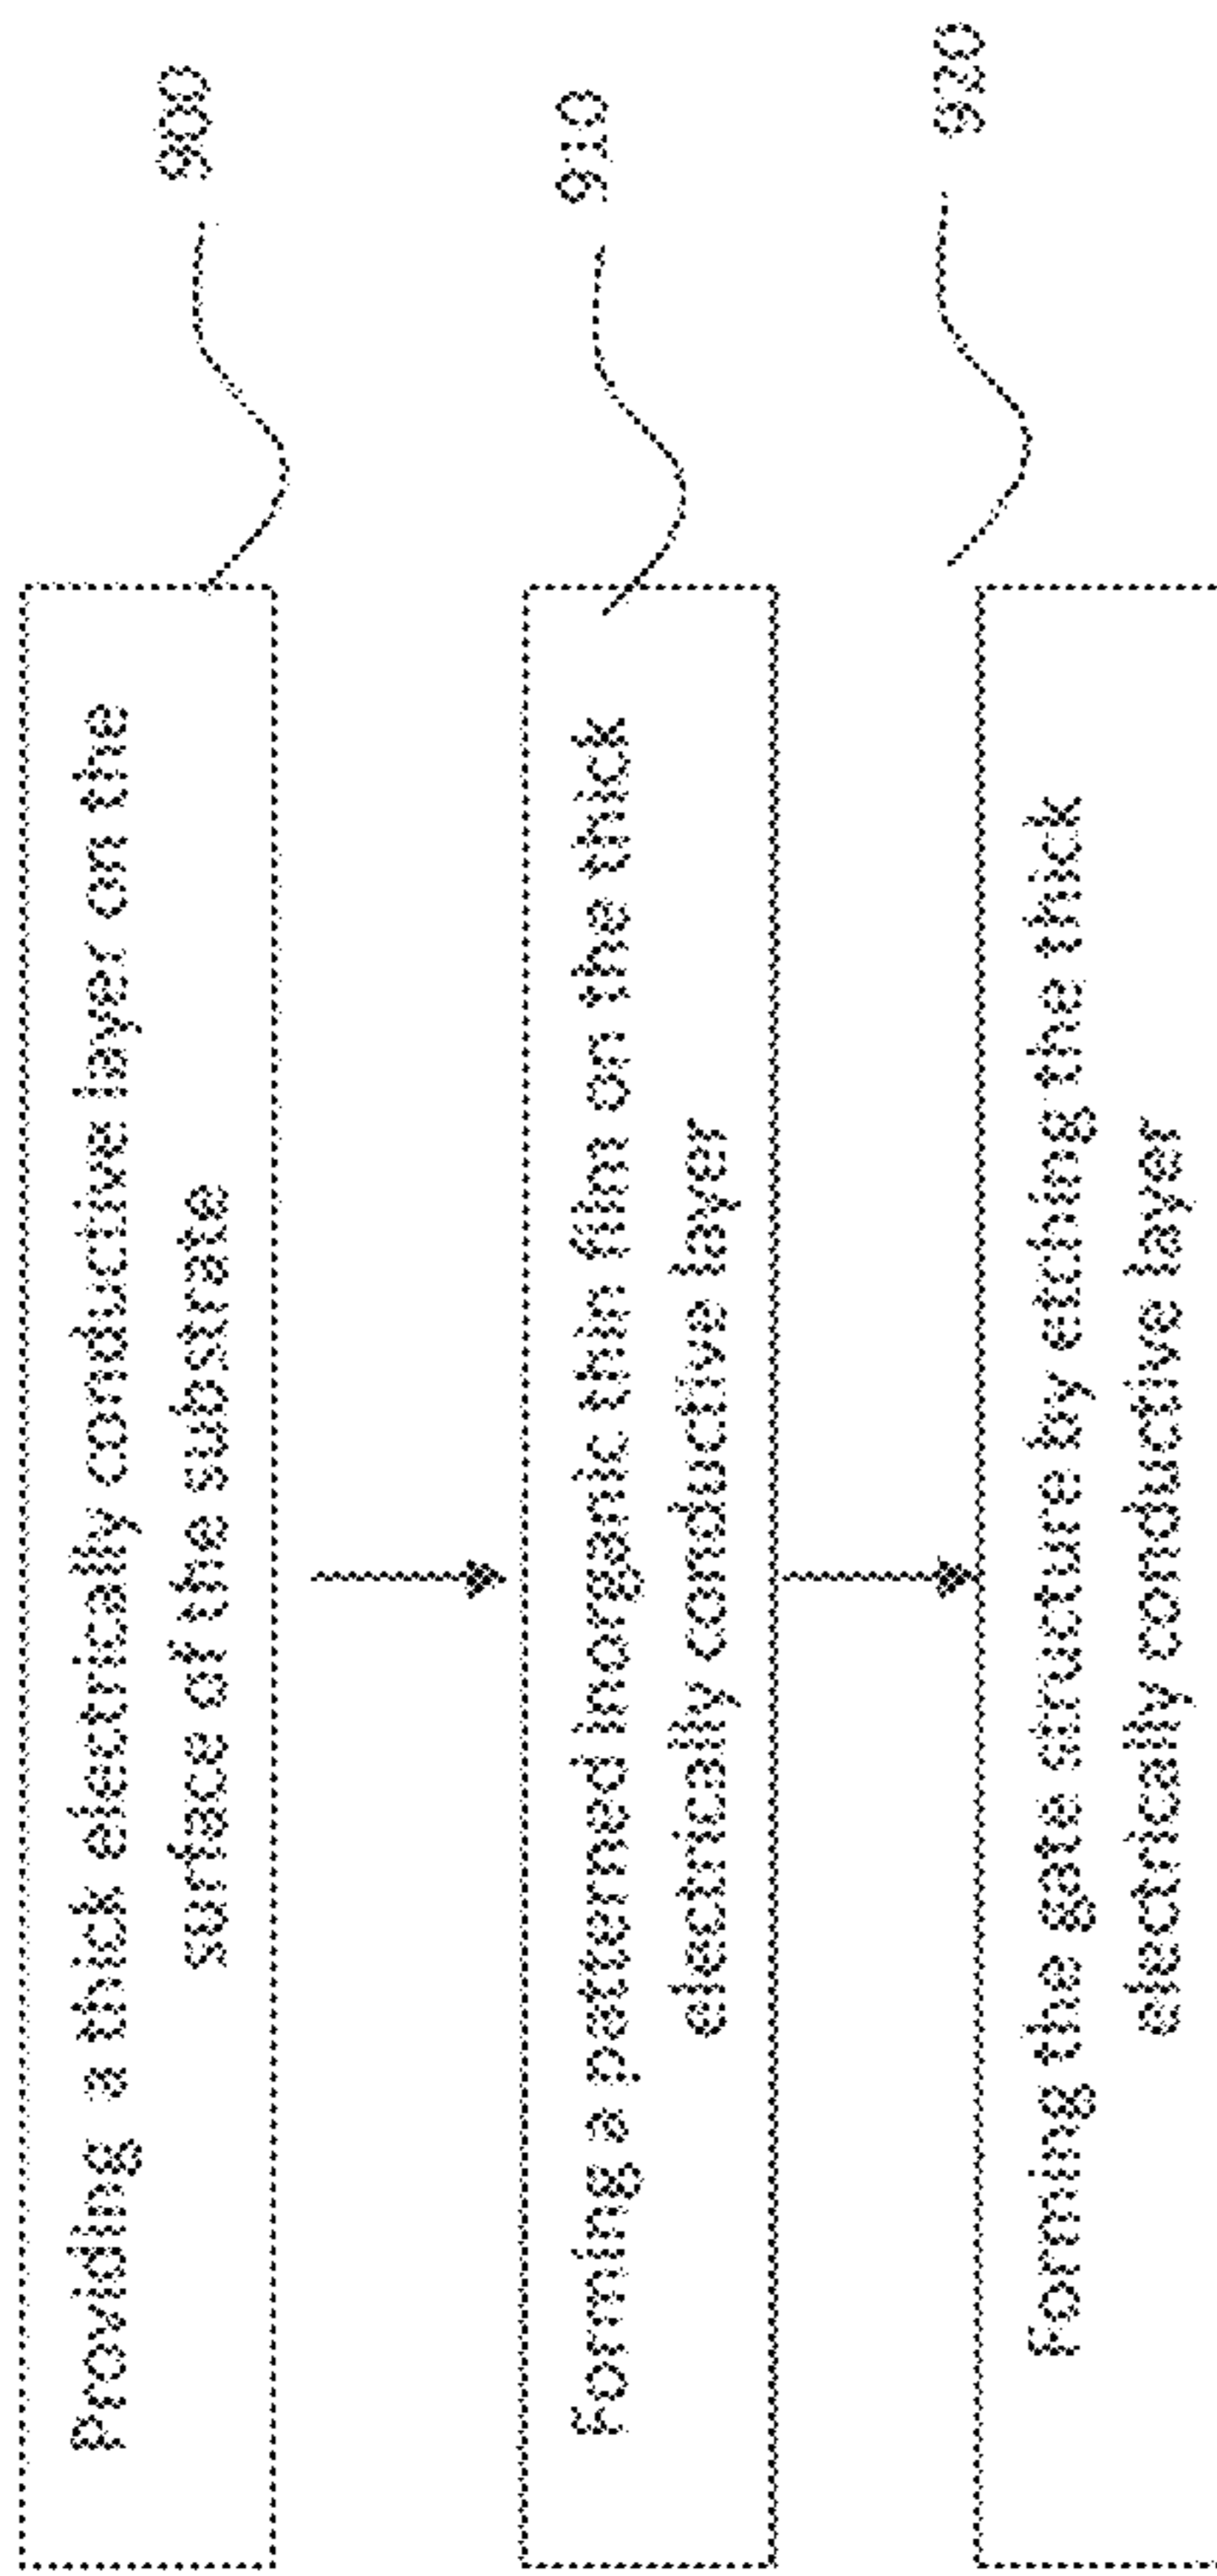 Providing a thick electrically conductive layer on the
surface of the substrate
900
Forming a patterned inorganic thin film on the thick
electrically conductive layer
910
Forming the gate structure by etching the thick
electrically conductive layer
920